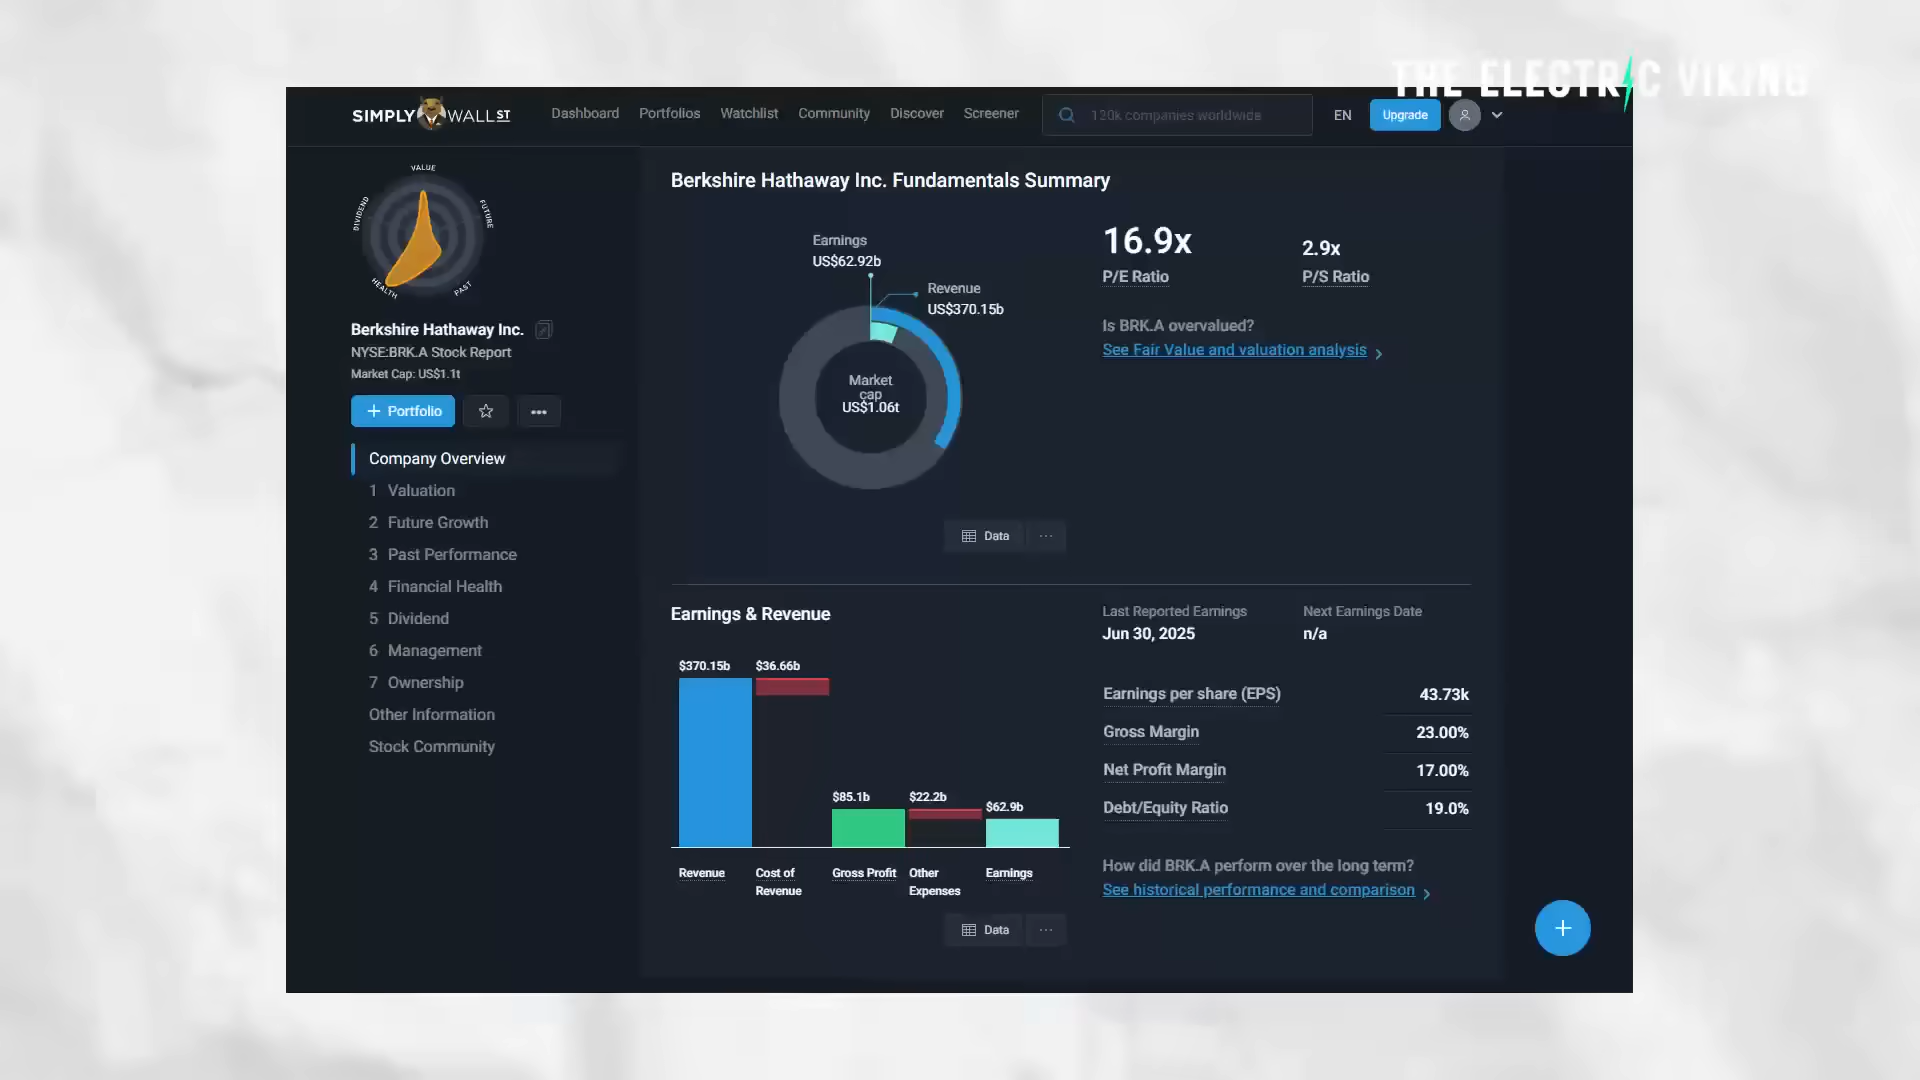 THE ELECTRIC VIKING
SIMPLY WALL ST
Dashboard
Portfolios
Watchlist
Community
Discover
Screener
120k companies worldwide
EN
Upgrade
VALUE
FUTURE
PAST
HEALTH
DIVIDEND
Berkshire Hathaway Inc.
NYSE:BRK.A Stock Report
Market Cap: US$1.1t
+ Portfolio
Company Overview
1 Valuation
2 Future Growth
3 Past Performance
4 Financial Health
5 Dividend
6 Management
7 Ownership
Other Information
Stock Community
Berkshire Hathaway Inc. Fundamentals Summary
Earnings
US$62.92b
Revenue
US$370.15b
Market
cap
US$1.06t
Data
16.9x
P/E Ratio
2.9x
P/S Ratio
Is BRK.A overvalued?
See Fair Value and valuation analysis
Earnings & Revenue
$370.15b
$36.66b
$85.1b
$22.2b
$62.9b
Revenue
Cost of
Revenue
Gross Profit
Other
Expenses
Earnings
Data
Last Reported Earnings
Jun 30, 2025
Next Earnings Date
n/a
Earnings per share (EPS) 43.73k
Gross Margin 23.00%
Net Profit Margin 17.00%
Debt/Equity Ratio 19.0%
How did BRK.A perform over the long term?
See historical performance and comparison